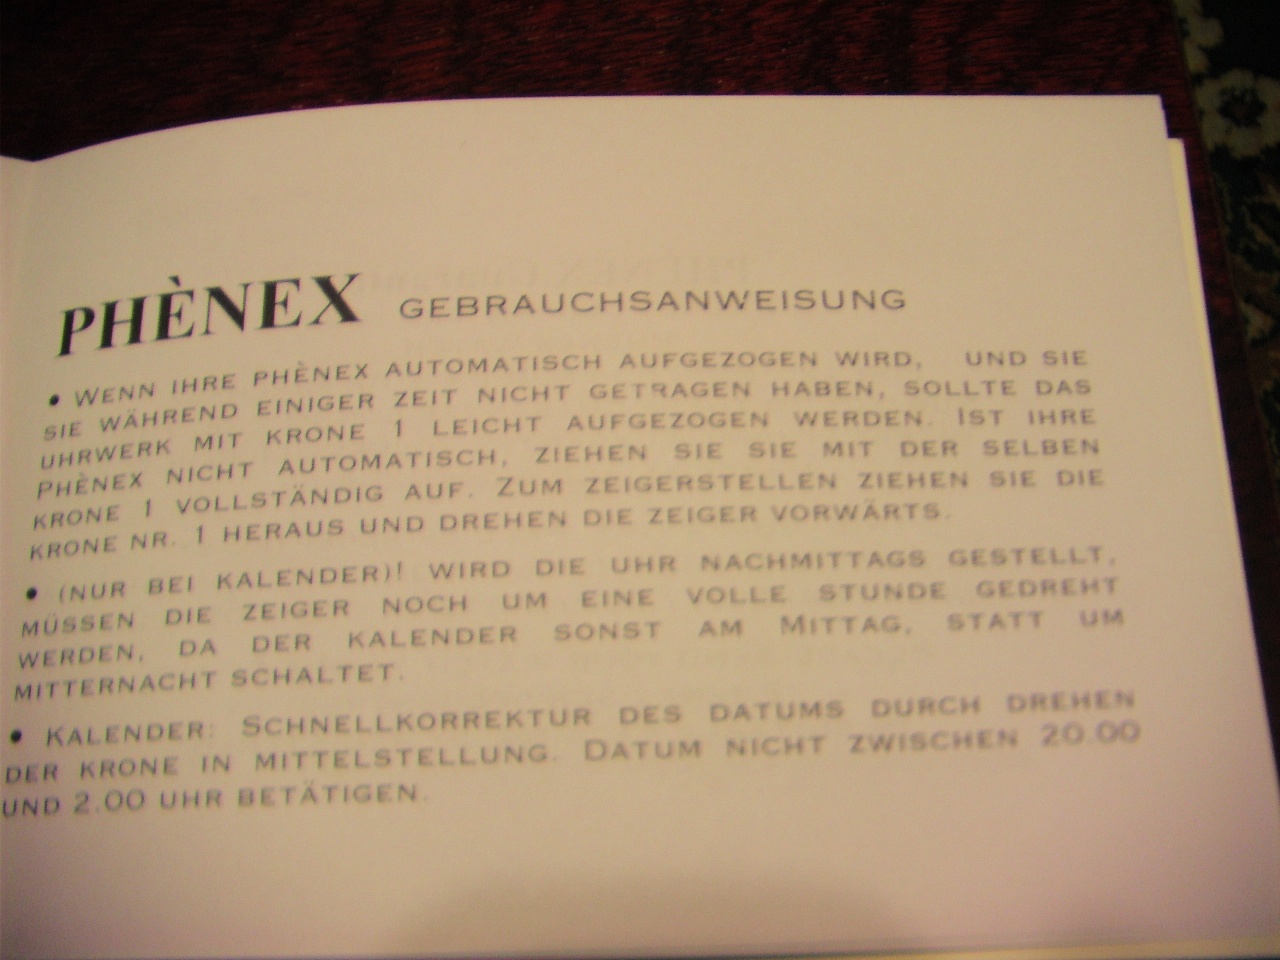 PHÈNEX GEBRAUCHSANWEISUNG
• WENN IHRE PHÈNEX AUTOMATISCH AUFGEZOGEN WIRD, UND SIE
SIE WÄHREND EINIGER ZEIT NICHT GETRAGEN HABEN, SOLLTE DAS
UHRWERK MIT KRONE 1 LEICHT AUFGEZOGEN WERDEN. IST IHRE
PHÈNEX NICHT AUTOMATISCH, ZIEHEN SIE SIE MIT DER SELBEN
KRONE 1 VOLLSTÄNDIG AUF. ZUM ZEIGERSTELLEN ZIEHEN SIE DIE
KRONE NR. 1 HERAUS UND DREHEN DIE ZEIGER VORWÄRTS.
• (NUR BEI KALENDER)! WIRD DIE UHR NACHMITTAGS GESTELLT,
MÜSSEN DIE ZEIGER NOCH UM EINE VOLLE STUNDE GEDREHT
WERDEN, DA DER KALENDER SONST AM MITTAG, STATT UM
MITTERNACHT SCHALTET.
• KALENDER: SCHNELLKORREKTUR DES DATUMS DURCH DREHEN
DER KRONE IN MITTELSTELLUNG. DATUM NICHT ZWISCHEN 20.00
UND 2.00 UHR BETÄTIGEN.